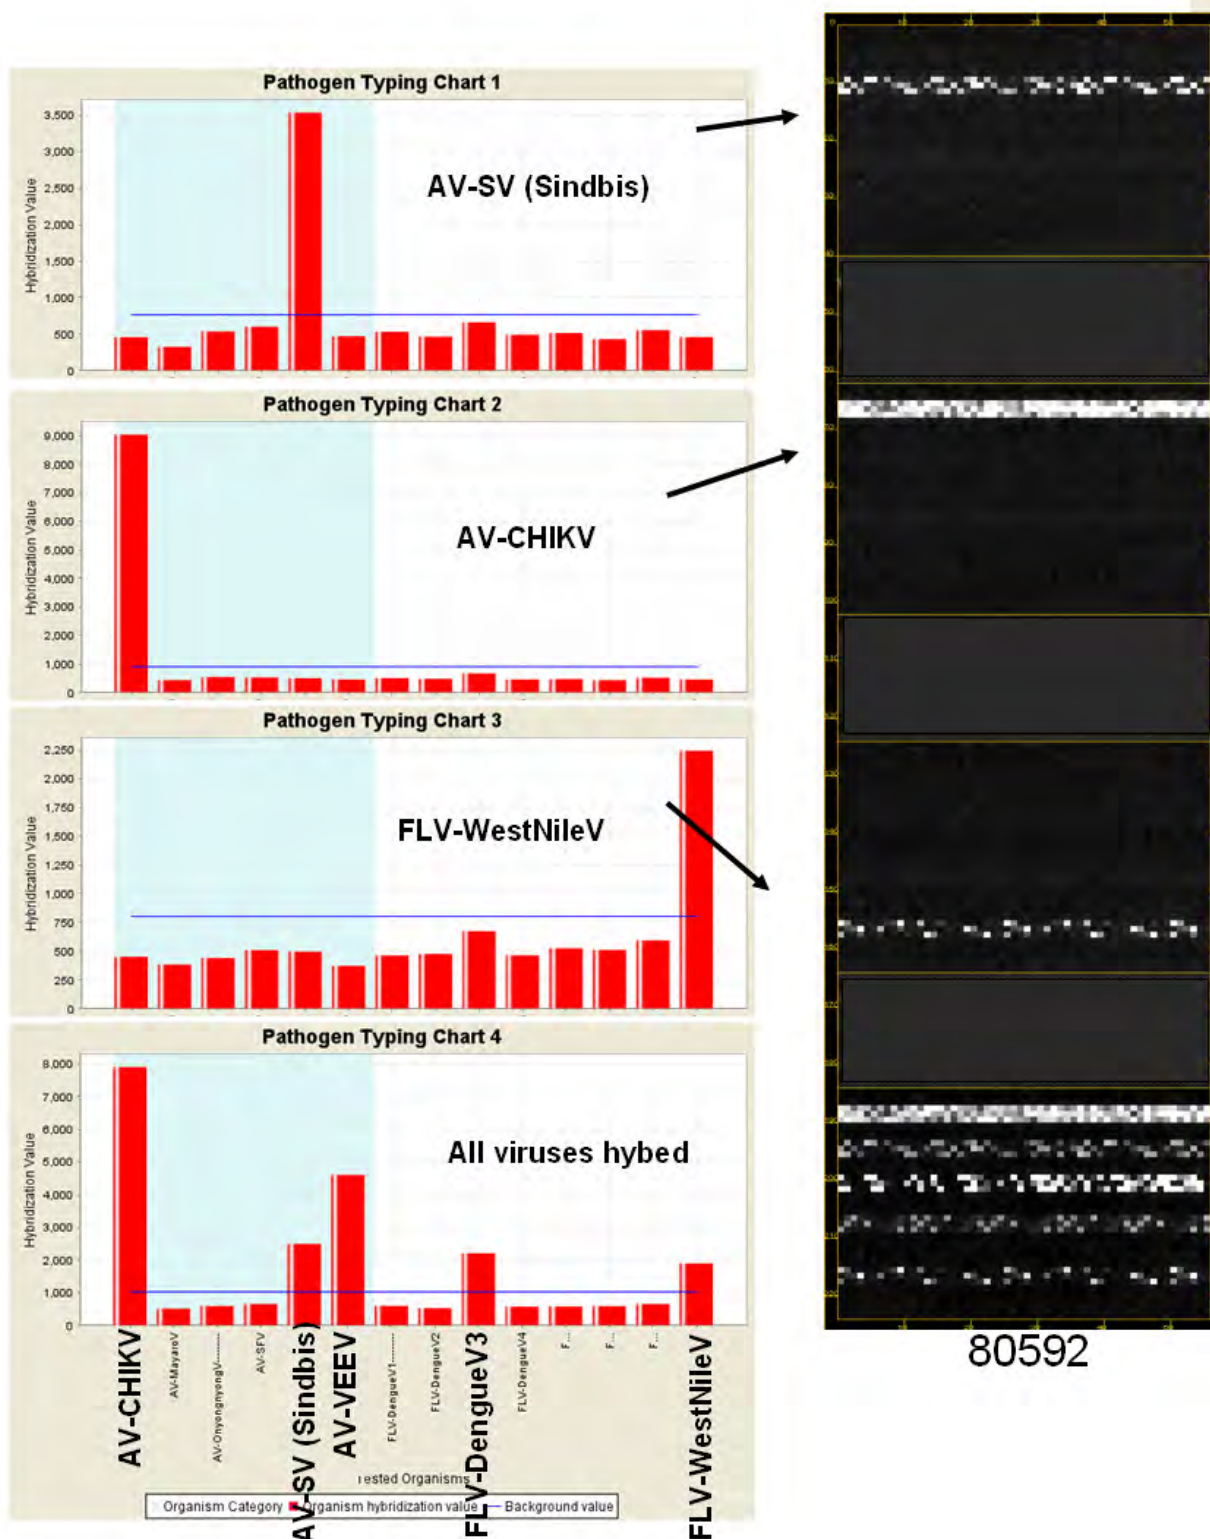 Pathogen Typing Chart 1
Hybridization Value
3,500
3,000
2,500
2,000
1,500
1,000
500
0
AV-SV (Sindbis)
Pathogen Typing Chart 2
Hybridization Value
9,000
8,000
7,000
6,000
5,000
4,000
3,000
2,000
1,000
0
AV-CHIKV
Pathogen Typing Chart 3
Hybridization Value
2,250
2,000
1,750
1,500
1,250
1,000
750
500
250
0
FLV-WestNileV
Pathogen Typing Chart 4
Hybridization Value
8,000
7,000
6,000
5,000
4,000
3,000
2,000
1,000
0
All viruses hybed
AV-CHIKV
AV-MayaroV
AV-OnyongnyongV---------
AV-SFV
AV-SV (Sindbis)
AV-VEEV
FLV-DengueV1---------
FLV-DengueV2
FLV-DengueV3
FLV-DengueV4
F...
F...
F...
FLV-WestNileV
Tested Organisms
Organism Category Organism hybridization value Background value
80592